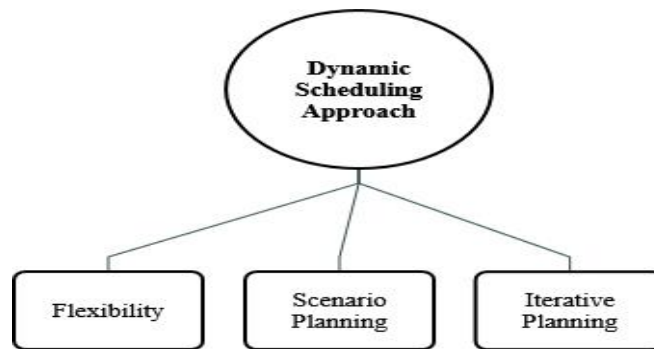 Dynamic
Scheduling
Approach
Flexibility
Scenario
Planning
Iterative
Planning